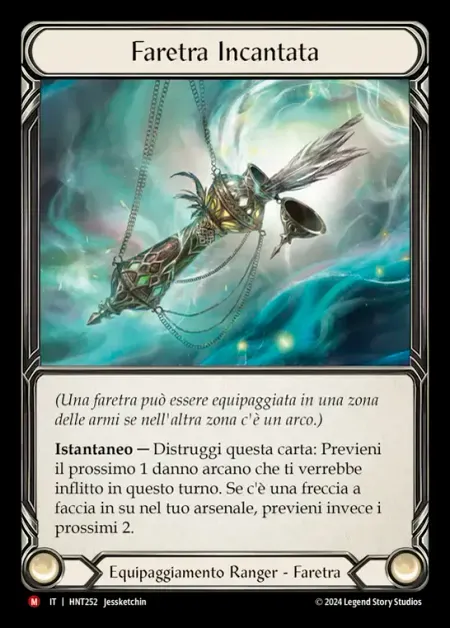 Faretra Incantata
(Una faretra può essere equipaggiata in una zona
delle armi se nell'altra zona c'è un arco.)
Istantaneo — Distruggi questa carta: Previeni
il prossimo 1 danno arcano che ti verrebbe
inflitto in questo turno. Se c'è una freccia a
faccia in su nel tuo arsenale, previeni invece i
prossimi 2.
Equipaggiamento Ranger - Faretra
M IT | HNT252 Jessketchin © 2024 Legend Story Studios